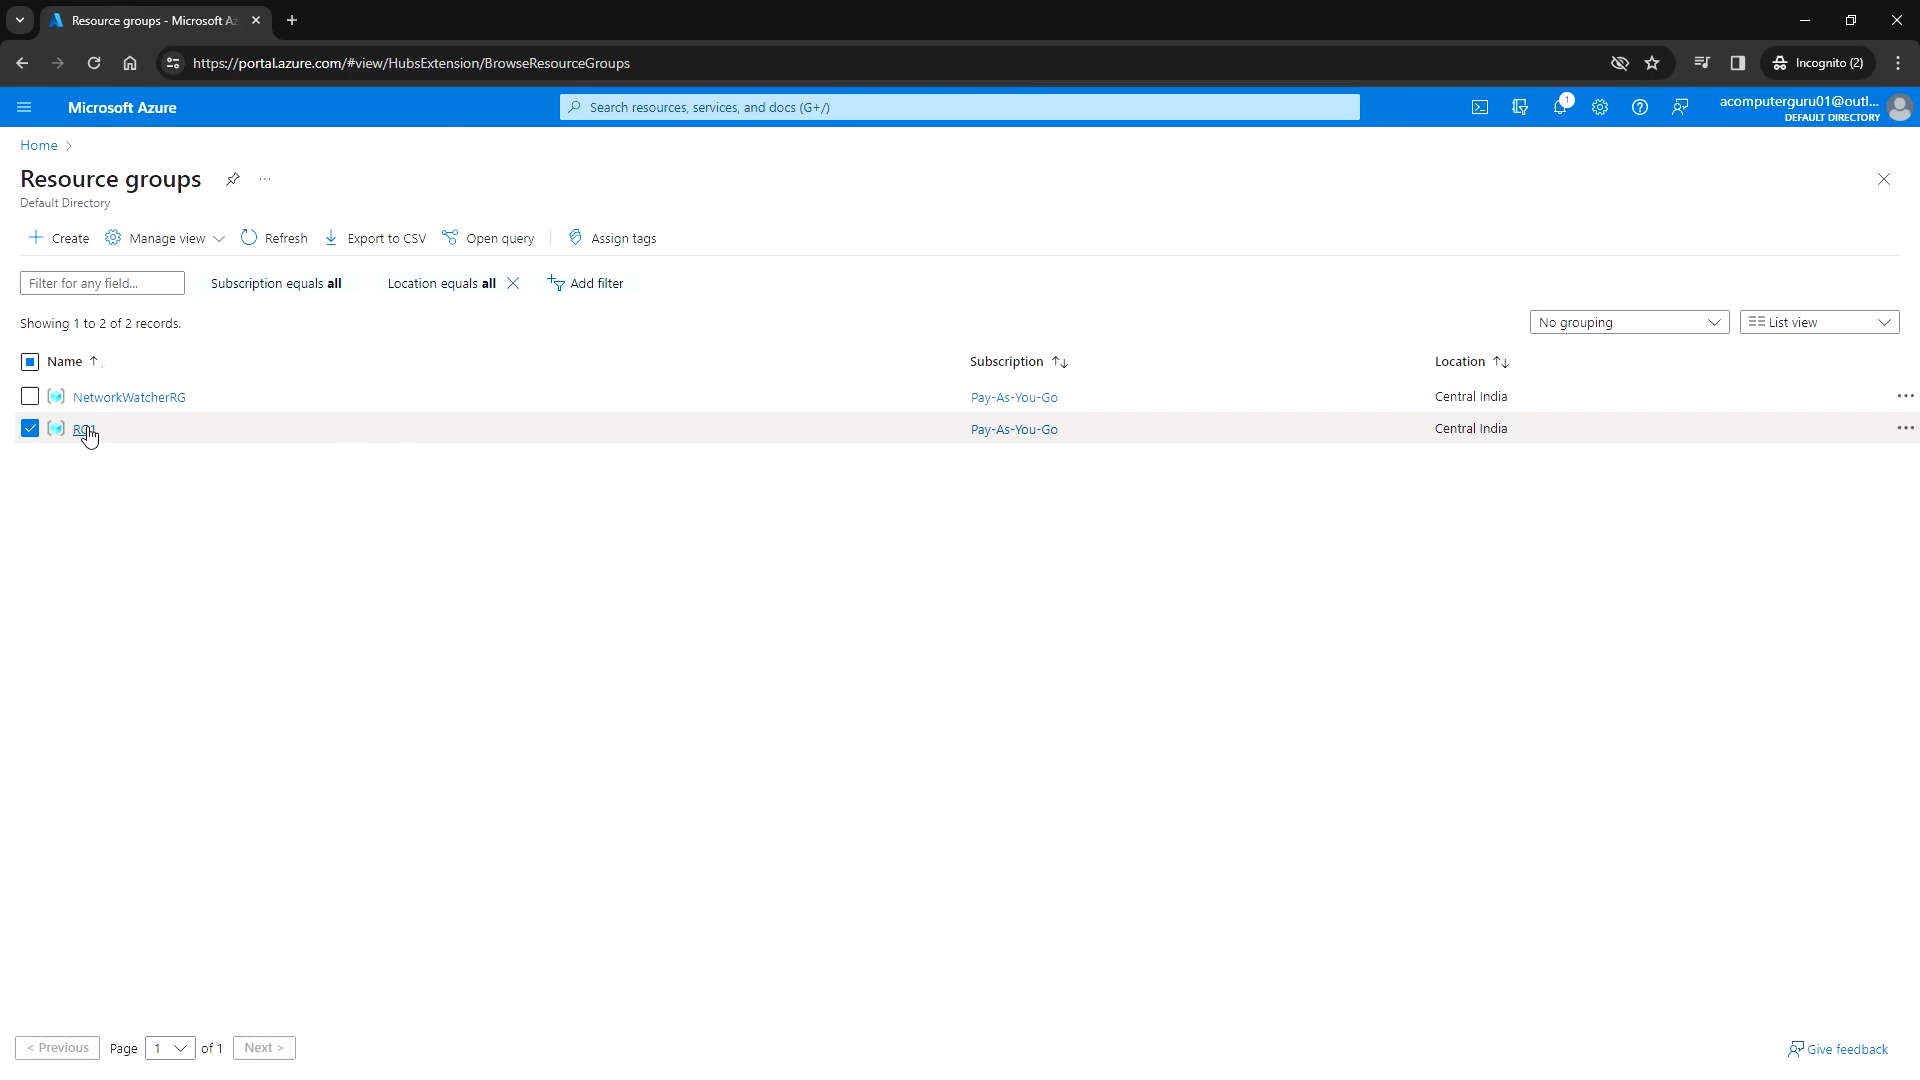 Resource groups - Microsoft Az
https://portal.azure.com/#view/HubsExtension/BrowseResourceGroups
Incognito (2)
Microsoft Azure
Search resources, services, and docs (G+/)
1
acomputerguru01@outl...
DEFAULT DIRECTORY
Home
Resource groups
Default Directory
Create
Manage view
Refresh
Export to CSV
Open query
Assign tags
Filter for any field...
Subscription equals all
Location equals all
Add filter
Showing 1 to 2 of 2 records.
No grouping
List view
Name Subscription Location
NetworkWatcherRG Pay-As-You-Go Central India
RG1 Pay-As-You-Go Central India
< Previous Page 1 of 1 Next >
Give feedback